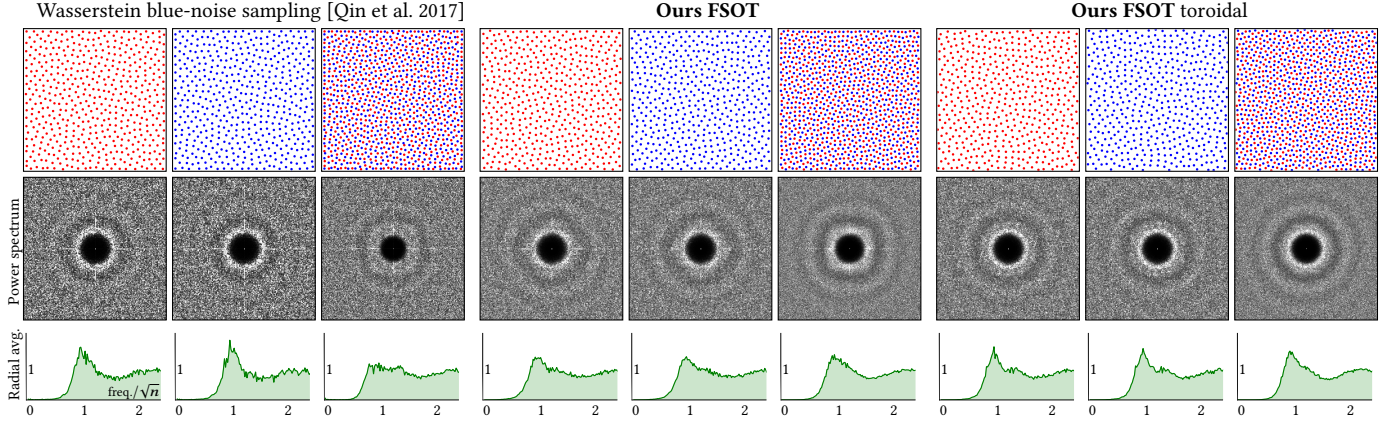 Wasserstein blue-noise sampling [Qin et al. 2017]
Ours FSOT
Ours FSOT toroidal
Power spectrum
Radial avg.
1
freq./√n
0 1 2
1
0 1 2
0 1 2
1
0 1 2
1
0 1 2
1
0 1 2
1
0 1 2
1
0 1 2
1
0 1 2